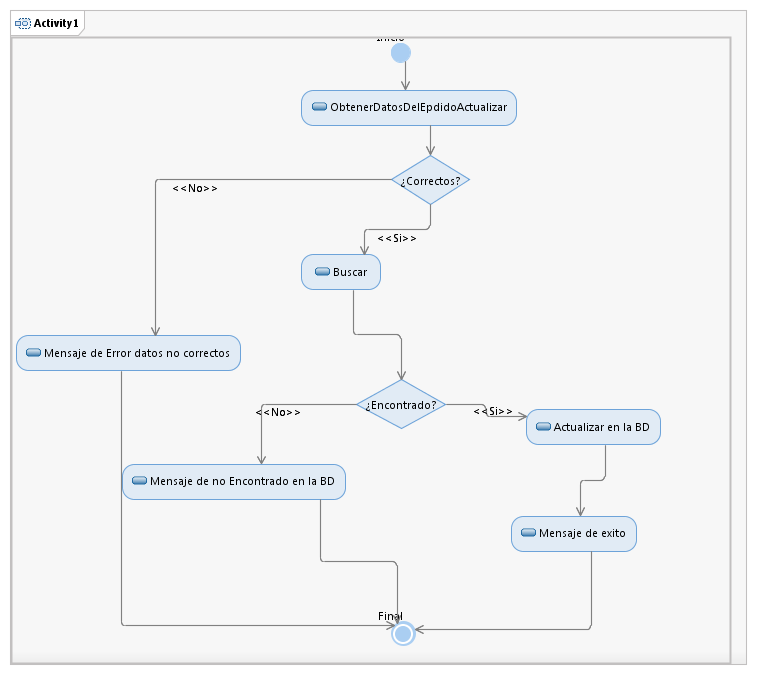 Activity1
Inicio
ObtenerDatosDelEpdidoActualizar
¿Correctos?
<<No>>
<<Si>>
Buscar
Mensaje de Error datos no correctos
¿Encontrado?
<<No>>
<<Si>>
Actualizar en la BD
Mensaje de no Encontrado en la BD
Mensaje de exito
Final